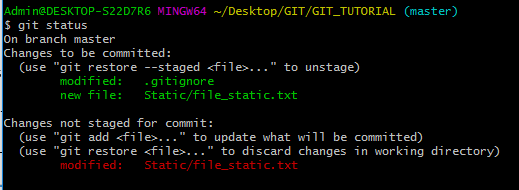 Admin@DESKTOP-S22D7R6 MINGW64 ~/Desktop/GIT/GIT_TUTORIAL (master)
$ git status
On branch master
Changes to be committed:
  (use "git restore --staged <file>..." to unstage)
        modified:   .gitignore
        new file:   Static/file_static.txt

Changes not staged for commit:
  (use "git add <file>..." to update what will be committed)
  (use "git restore <file>..." to discard changes in working directory)
        modified:   Static/file_static.txt